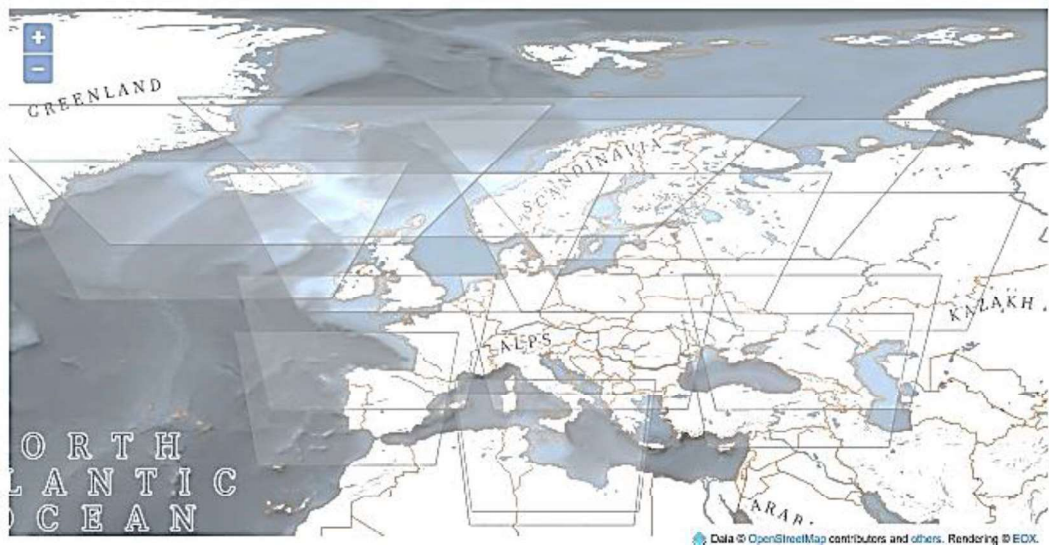 +
−
GREENLAND
SCANDINAVIA
KAZAKH
ALPS
ORTH
LANTIC
OCEAN
ARAB
Data © OpenStreetMap contributors and others. Rendering © EOX.